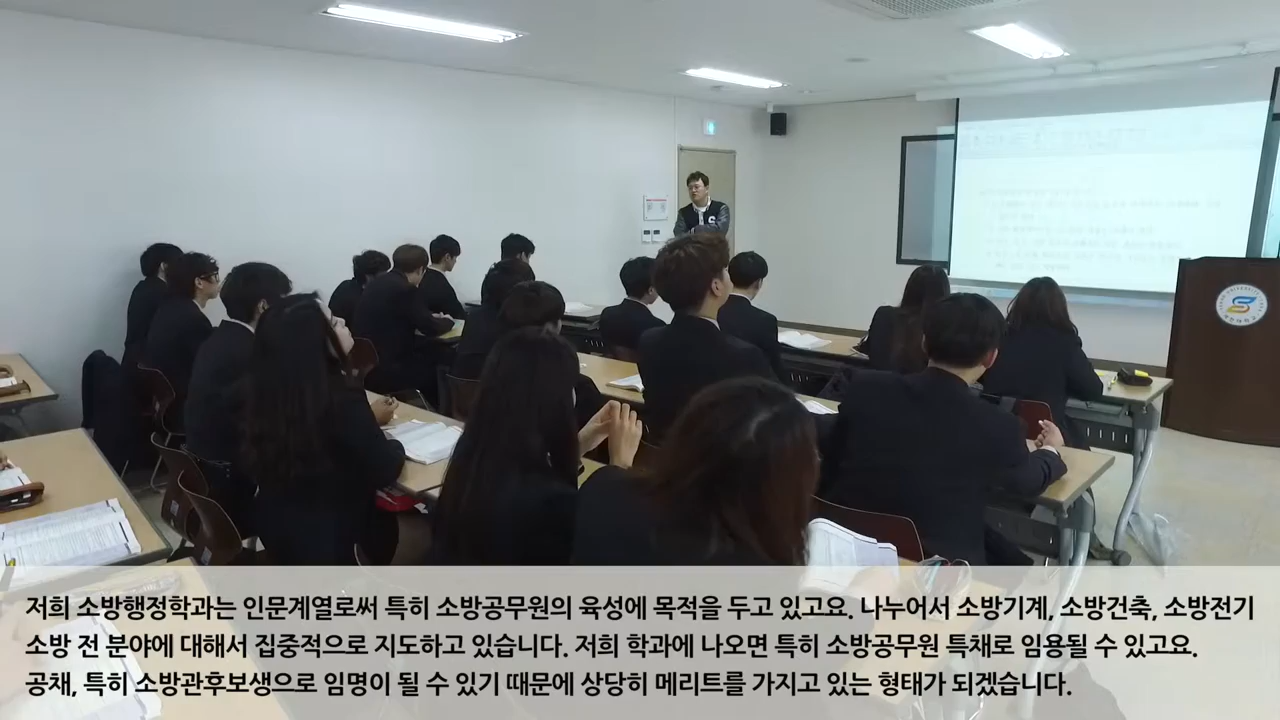 저희 소방행정학과는 인문계열로써 특히 소방공무원의 육성에 목적을 두고 있고요. 나누어서 소방기계, 소방건축, 소방전기
소방 전 분야에 대해서 집중적으로 지도하고 있습니다. 저희 학과에 나오면 특히 소방공무원 특채로 임용될 수 있고요.
공채, 특히 소방관후보생으로 임명이 될 수 있기 때문에 상당히 메리트를 가지고 있는 형태가 되겠습니다.